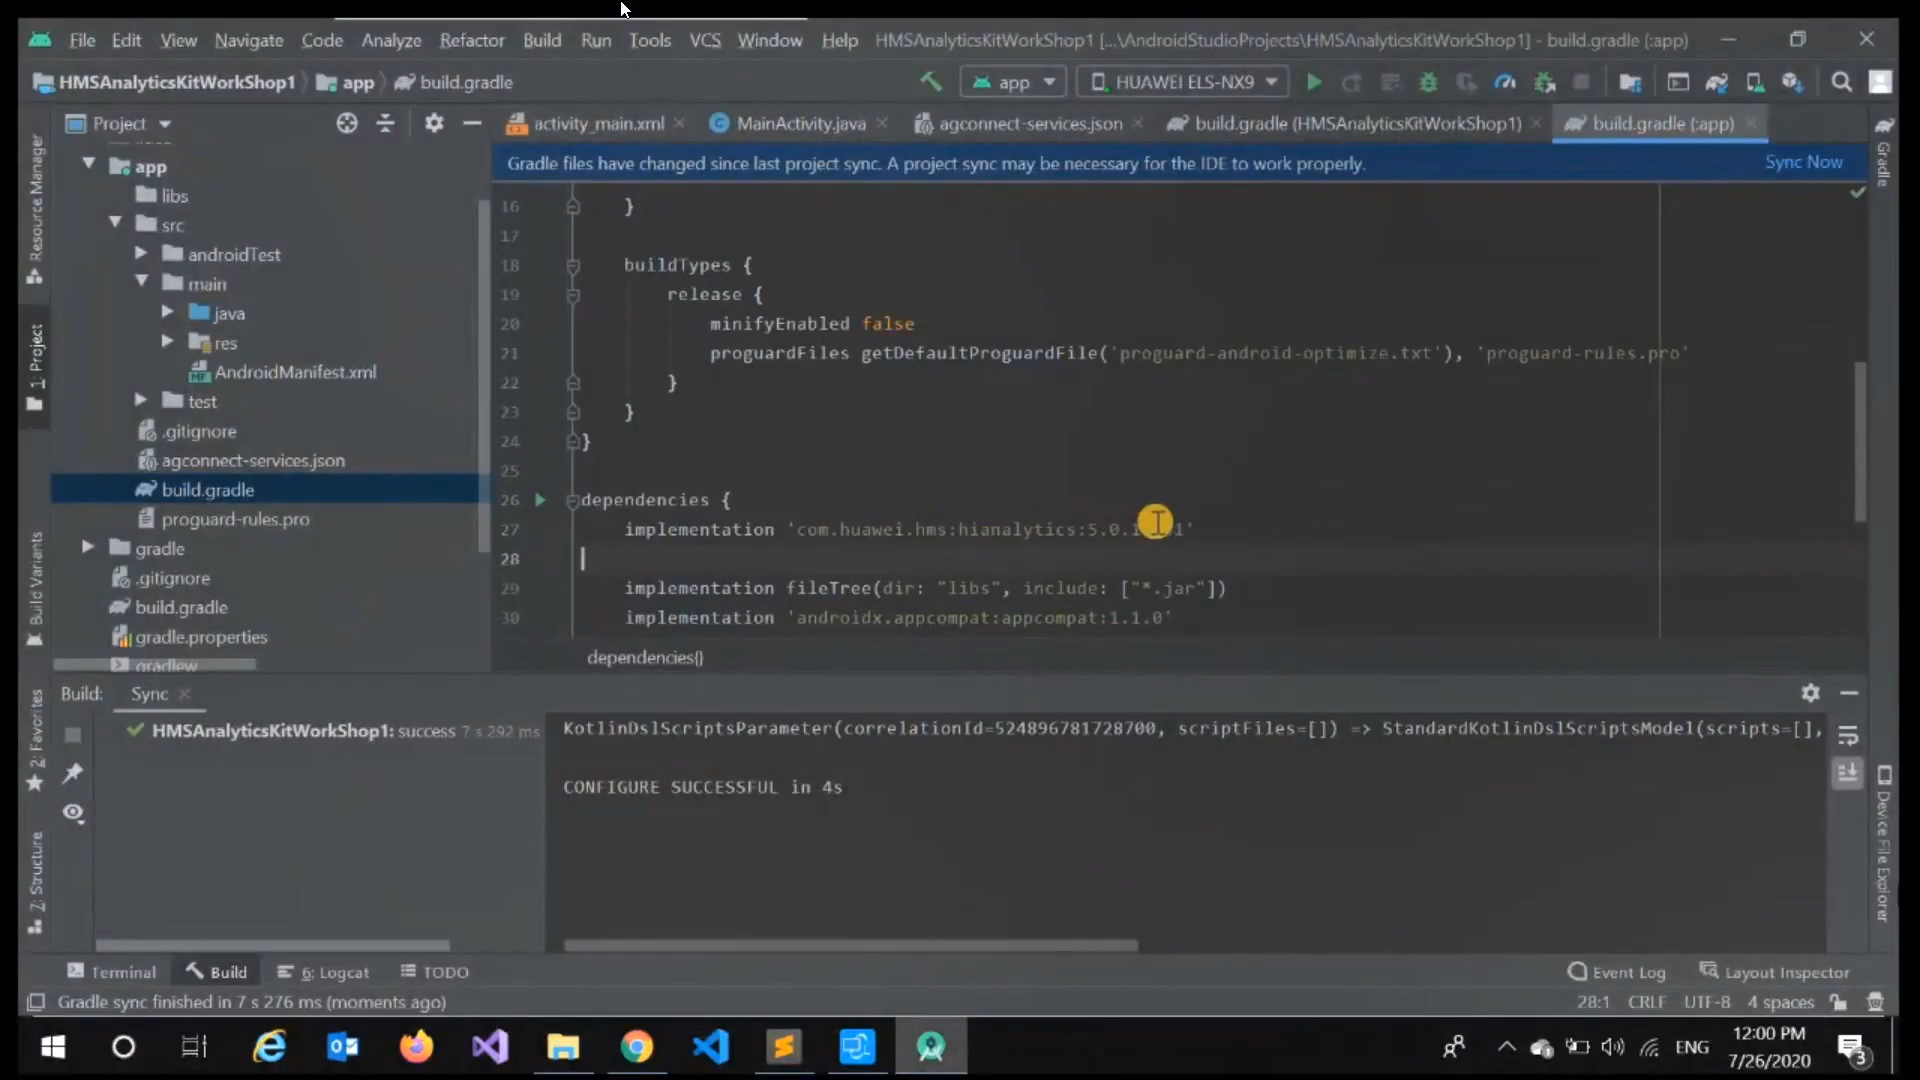 File Edit View Navigate Code Analyze Refactor Build Run Tools VCS Window Help HMSAnalyticsKitWorkShop1 [...\AndroidStudioProjects\HMSAnalyticsKitWorkShop1] - build.gradle (:app)
HMSAnalyticsKitWorkShop1 app build.gradle app HUAWEI ELS-NX9
Project activity_main.xml MainActivity.java agconnect-services.json build.gradle (HMSAnalyticsKitWorkShop1) build.gradle (:app)
Gradle files have changed since last project sync. A project sync may be necessary for the IDE to work properly. Sync Now
Resource Manager
1: Project
Build Variants
2: Favorites
7: Structure
app
libs
src
androidTest
main
java
res
AndroidManifest.xml
test
.gitignore
agconnect-services.json
build.gradle
proguard-rules.pro
gradle
.gitignore
build.gradle
gradle.properties
gradlew
16 }
17
18 buildTypes {
19 release {
20 minifyEnabled false
21 proguardFiles getDefaultProguardFile('proguard-android-optimize.txt'), 'proguard-rules.pro'
22 }
23 }
24 }
25
26 dependencies {
27 implementation 'com.huawei.hms:hianalytics:5.0.
28
29 implementation fileTree(dir: "libs", include: ["*.jar"])
30 implementation 'androidx.appcompat:appcompat:1.1.0'
dependencies{}
Gradle
Device File Explorer
Build: Sync
HMSAnalyticsKitWorkShop1: success 7 s 292 ms
KotlinDslScriptsParameter(correlationId=524896781728700, scriptFiles=[]) => StandardKotlinDslScriptsModel(scripts=[],
CONFIGURE SUCCESSFUL in 4s
Terminal Build 6: Logcat TODO Event Log Layout Inspector
Gradle sync finished in 7 s 276 ms (moments ago) 28:1 CRLF UTF-8 4 spaces
ENG
12:00 PM
7/26/2020
3